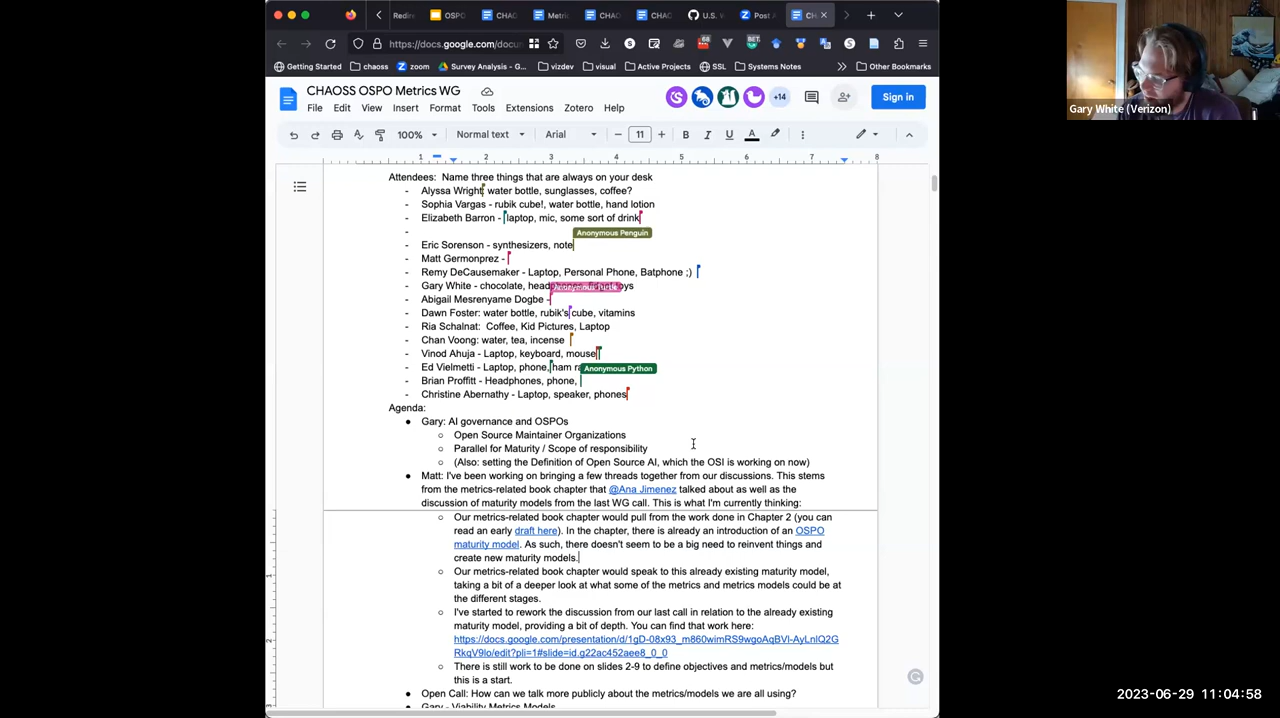 Redire
OSPO
CHAO
Metric
CHAO
CHAO
U.S. v
Post A
CH
https://docs.google.com/docum
68
BET
Getting Started
chaoss
zoom
Survey Analysis - G...
vizdev
visual
Active Projects
SSL
Systems Notes
Other Bookmarks
CHAOSS OSPO Metrics WG
File Edit View Insert Format Tools Extensions Zotero Help
+14
Sign in
100%
Normal text
Arial
11
B I U A
1 2 3 4 5 6 7 8
Attendees: Name three things that are always on your desk
- Alyssa Wright water bottle, sunglasses, coffee?
- Sophia Vargas - rubik cube!, water bottle, hand lotion
- Elizabeth Barron - laptop, mic, some sort of drink
-
Anonymous Penguin
- Eric Sorenson - synthesizers, note
- Matt Germonprez -
- Remy DeCausemaker - Laptop, Personal Phone, Batphone ;)
- Gary White - chocolate, head
- Abigail Mesrenyame Dogbe -
- Dawn Foster: water bottle, rubik's cube, vitamins
- Ria Schalnat: Coffee, Kid Pictures, Laptop
- Chan Voong: water, tea, incense
- Vinod Ahuja - Laptop, keyboard, mouse
- Ed Vielmetti - Laptop, phone, ham ra
Anonymous Python
- Brian Proffitt - Headphones, phone,
- Christine Abernathy - Laptop, speaker, phones
Agenda:
● Gary: AI governance and OSPOs
○ Open Source Maintainer Organizations
○ Parallel for Maturity / Scope of responsibility
○ (Also: setting the Definition of Open Source AI, which the OSI is working on now)
● Matt: I've been working on bringing a few threads together from our discussions. This stems
from the metrics-related book chapter that @Ana Jimenez talked about as well as the
discussion of maturity models from the last WG call. This is what I'm currently thinking:
○ Our metrics-related book chapter would pull from the work done in Chapter 2 (you can
read an early draft here). In the chapter, there is already an introduction of an OSPO
maturity model. As such, there doesn't seem to be a big need to reinvent things and
create new maturity models.
○ Our metrics-related book chapter would speak to this already existing maturity model,
taking a bit of a deeper look at what some of the metrics and metrics models could be at
the different stages.
○ I've started to rework the discussion from our last call in relation to the already existing
maturity model, providing a bit of depth. You can find that work here:
https://docs.google.com/presentation/d/1gD-08x93_m860wimRS9wgoAqBVl-AyLnlQ2G
RkqV9lo/edit?pli=1#slide=id.g22ac452aee8_0_0
○ There is still work to be done on slides 2-9 to define objectives and metrics/models but
this is a start.
● Open Call: How can we talk more publicly about the metrics/models we are all using?
● Gary - Viability Metrics Models
Gary White (Verizon)
2023-06-29 11:04:58